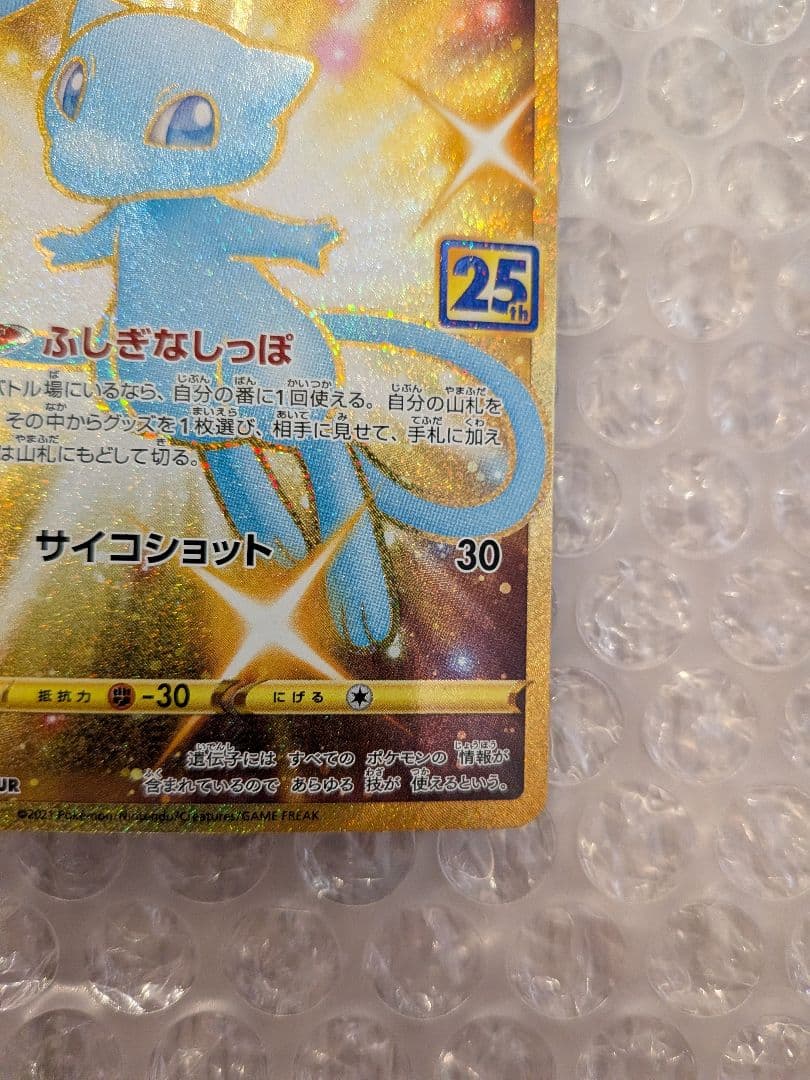 25th
ふしぎなしっぽ
バトル場にいるなら、自分の番に1回使える。自分の山札を
その中からグッズを1枚選び、相手に見せて、手札に加え
は山札にもどして切る。
サイコショット 30
抵抗力 -30 にげる
遺伝子には すべての ポケモンの 情報が
含まれているので あらゆる 技が 使えるという。
UR
©2021 Pokémon/Nintendo/Creatures/GAME FREAK